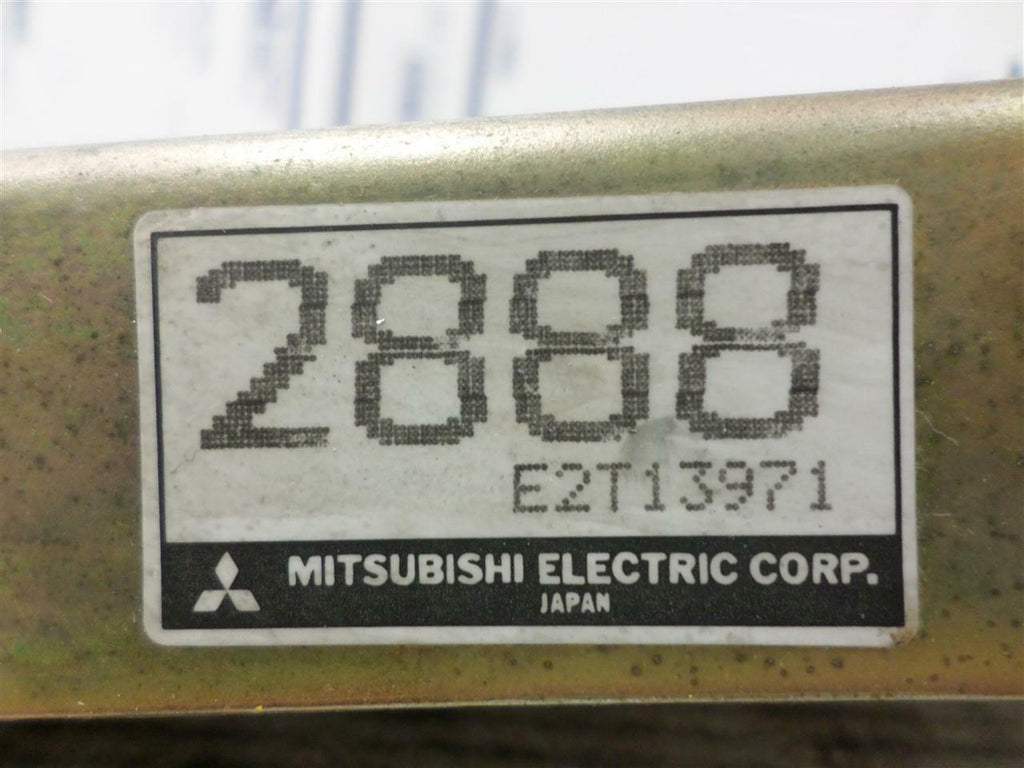 2888
E2T13971
MITSUBISHI ELECTRIC CORP.
JAPAN